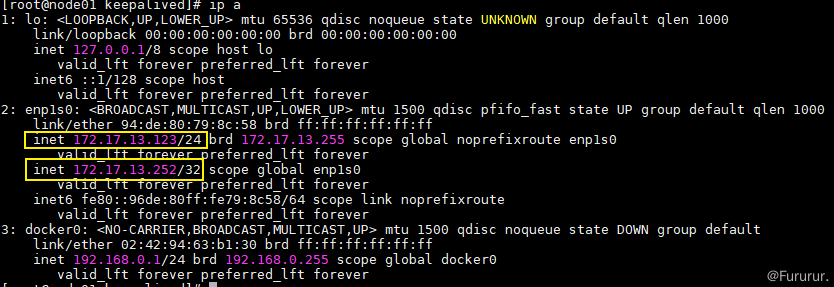 [root@node01 keepalived]# ip a
1: lo: <LOOPBACK,UP,LOWER_UP> mtu 65536 qdisc noqueue state UNKNOWN group default qlen 1000
    link/loopback 00:00:00:00:00:00 brd 00:00:00:00:00:00
    inet 127.0.0.1/8 scope host lo
       valid_lft forever preferred_lft forever
    inet6 ::1/128 scope host
       valid_lft forever preferred_lft forever
2: enp1s0: <BROADCAST,MULTICAST,UP,LOWER_UP> mtu 1500 qdisc pfifo_fast state UP group default qlen 1000
    link/ether 94:de:80:79:8c:58 brd ff:ff:ff:ff:ff:ff
    inet 172.17.13.123/24 brd 172.17.13.255 scope global noprefixroute enp1s0
       valid_lft forever preferred_lft forever
    inet 172.17.13.252/32 scope global enp1s0
       valid_lft forever preferred_lft forever
    inet6 fe80::96de:80ff:fe79:8c58/64 scope link noprefixroute
       valid_lft forever preferred_lft forever
3: docker0: <NO-CARRIER,BROADCAST,MULTICAST,UP> mtu 1500 qdisc noqueue state DOWN group default
    link/ether 02:42:94:63:b1:30 brd ff:ff:ff:ff:ff:ff
    inet 192.168.0.1/24 brd 192.168.0.255 scope global docker0
       valid_lft forever preferred_lft forever
[root@node01 keepalived]#
@Fururur.